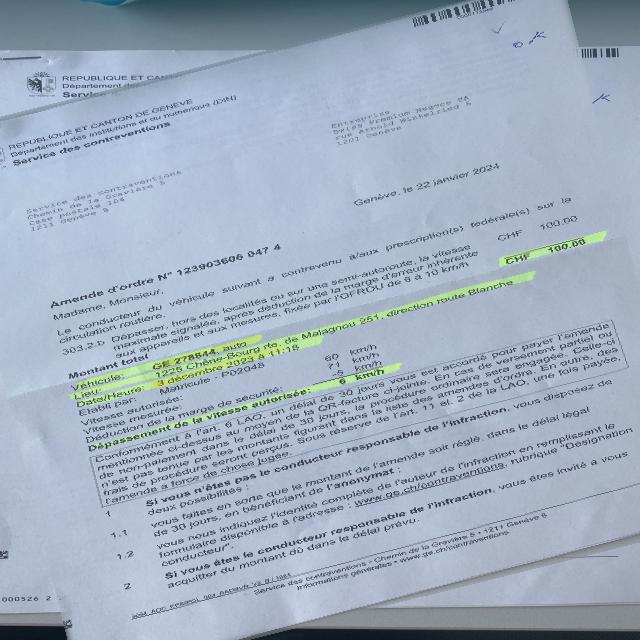 REPUBLIQUE ET CAN
Département des
Service
REPUBLIQUE ET CANTON DE GENEVE
Département des institutions et du numérique (DIN)
Service des contraventions
Entreprise
Swiss Premium Negoce SA
rue Arnold Winkelried 6
1201 Genève
Service des Contraventions
Chemin de la Gravière 5
Case postale 104
1211 Genève 8
Genève, le 22 janvier 2024
Amende d'ordre N° 123903606 047 4
Madame, Monsieur,
Le conducteur du véhicule suivant a contrevenu à/aux prescription(s) fédérale(s) sur la
circulation routière.
303.2.b Dépasser, hors des localités ou sur une semi-autoroute, la vitesse
maximale signalée, après déduction de la marge d'erreur inhérente
aux appareils et aux mesures, fixée par l'OFROU de 6 à 10 km/h
CHF 100.00
Montant total
CHF 100.00
Véhicule: GE 278844, auto
Lieu: 1225 Chêne-Bourg rte. de Malagnou 251, direction route Blanche
Date/Heure: 3 décembre 2023 à 11:18
Etabli par: Matricule - P02048
Vitesse autorisée: 60 km/h
Vitesse mesurée: 71 km/h
Déduction de la marge de sécurité: -5 km/h
Dépassement de la vitesse autorisée: 6 km/h
Conformément à l'art. 6 LAO, un délai de 30 jours vous est accordé pour payer l'amende
mentionnée ci-dessus au moyen de la QR-facture ci-jointe. En cas de versement partiel ou
de non-paiement dans le délai de 30 jours, la procédure ordinaire sera engagée. Celle-ci
n'est pas tenue par les montants figurant dans la liste des amendes d'ordre. En outre, des
frais de procédure seront perçus. Sous réserve de l'art. 11 el. 2 de la LAO, une fois payée,
l'amende a force de chose jugée.
1 Si vous n'êtes pas le conducteur responsable de l'infraction, vous disposez de
deux possibilités :
1.1 vous faites en sorte que le montant de l'amende soit réglé, dans le délai légal
de 30 jours, en bénéficiant de l'anonymat ;
1.2 vous nous indiquez l'identité complète de l'auteur de l'infraction en remplissant le
formulaire disponible à l'adresse : www.ge.ch/contraventions, rubrique "Désignation
conducteur".
2 Si vous êtes le conducteur responsable de l'infraction, vous êtes invité à vous
acquitter du montant dû dans le délai prévu.
Service des contraventions - Chemin de la Gravière 5 - 1211 Genève 8
Informations générales - www.ge.ch/contraventions
000526 2